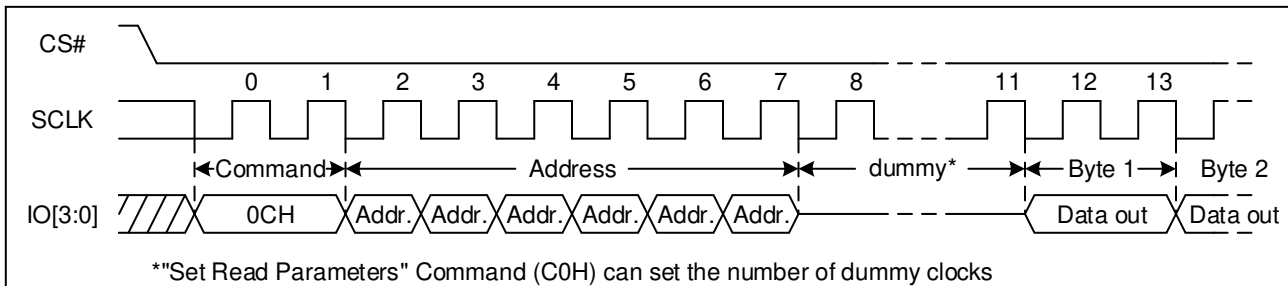 CS#
0 1 2 3 4 5 6 7 8 11 12 13
SCLK
Command Address dummy* Byte 1 Byte 2
IO[3:0] 0CH Addr. Addr. Addr. Addr. Addr. Addr. Data out Data out
*"Set Read Parameters" Command (C0H) can set the number of dummy clocks